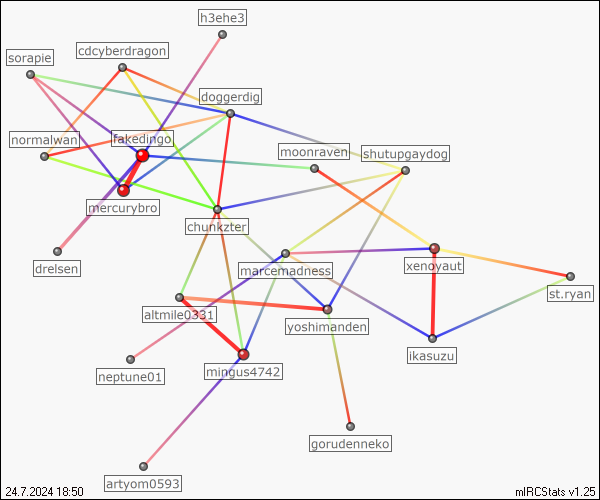 h3ehe3
cdcyberdragon
sorapie
doggerdig
fakedingo
normalwan
moonraven
shutupgaydog
mercurybro
chunkzter
drelsen
marcemadness
xenoyaut
st.ryan
altmile0331
yoshimanden
ikasuzu
neptune01
mingus4742
gorudenneko
artyom0593
24.7.2024 18:50
mIRCStats v1.25